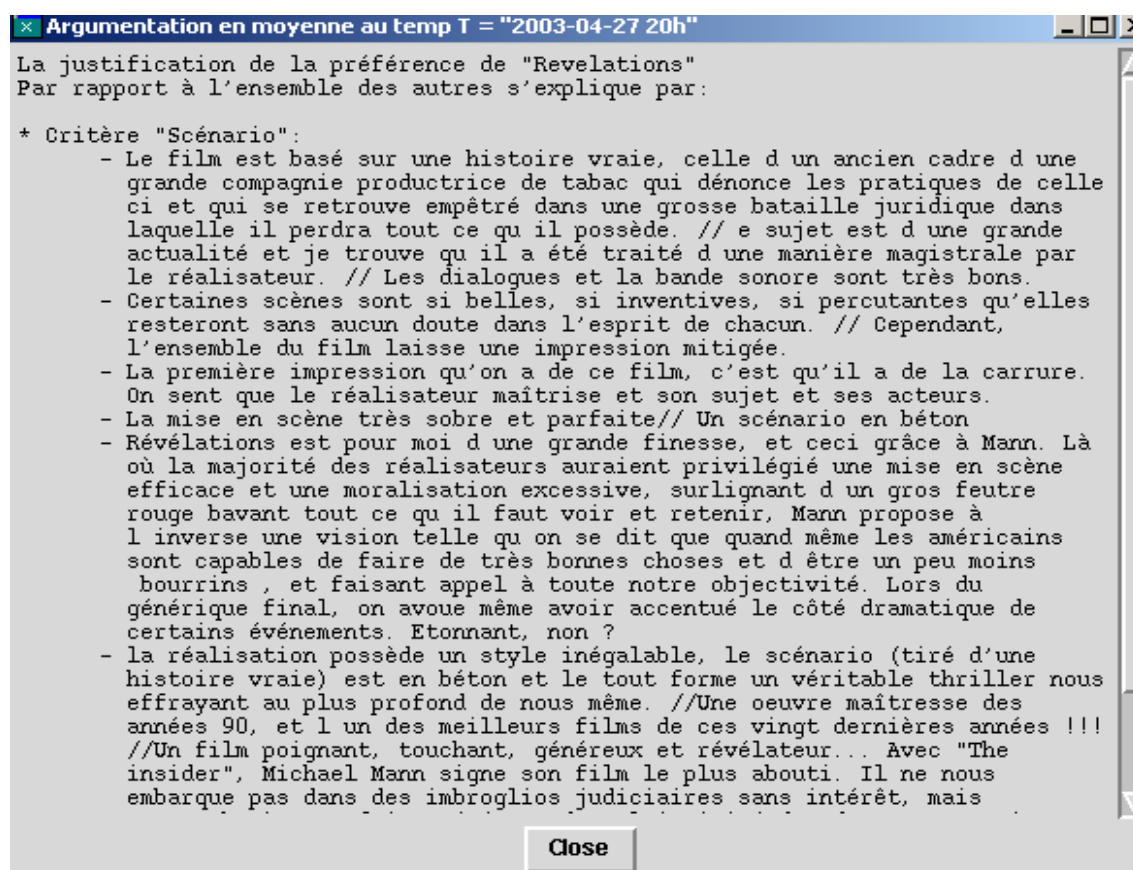 Argumentation en moyenne au temp T = "2003-04-27 20h"
La justification de la préférence de "Revelations"
Par rapport à l'ensemble des autres s'explique par:
* Critère "Scénario":
- Le film est basé sur une histoire vraie, celle d un ancien cadre d une
grande compagnie productrice de tabac qui dénonce les pratiques de celle
ci et qui se retrouve empêtré dans une grosse bataille juridique dans
laquelle il perdra tout ce qu il possède. // e sujet est d une grande
actualité et je trouve qu il a été traité d une manière magistrale par
le réalisateur. // Les dialogues et la bande sonore sont très bons.
- Certaines scènes sont si belles, si inventives, si percutantes qu'elles
resteront sans aucun doute dans l'esprit de chacun. // Cependant,
l'ensemble du film laisse une impression mitigée.
- La première impression qu'on a de ce film, c'est qu'il a de la carrure.
On sent que le réalisateur maîtrise et son sujet et ses acteurs.
- La mise en scène très sobre et parfaite// Un scénario en béton
- Révélations est pour moi d une grande finesse, et ceci grâce à Mann. Là
où la majorité des réalisateurs auraient privilégié une mise en scène
efficace et une moralisation excessive, surlignant d un gros feutre
rouge bavant tout ce qu il faut voir et retenir, Mann propose à
l inverse une vision telle qu on se dit que quand même les américains
sont capables de faire de très bonnes choses et d être un peu moins
bourrins , et faisant appel à toute notre objectivité. Lors du
générique final, on avoue même avoir accentué le côté dramatique de
certains événements. Etonnant, non ?
- la réalisation possède un style inégalable, le scénario (tiré d'une
histoire vraie) est en béton et le tout forme un véritable thriller nous
effrayant au plus profond de nous même. //Une oeuvre maîtresse des
années 90, et l un des meilleurs films de ces vingt dernières années !!!
//Un film poignant, touchant, généreux et révélateur... Avec "The
insider", Michael Mann signe son film le plus abouti. Il ne nous
embarque pas dans des imbroglios judiciaires sans intérêt, mais
Close